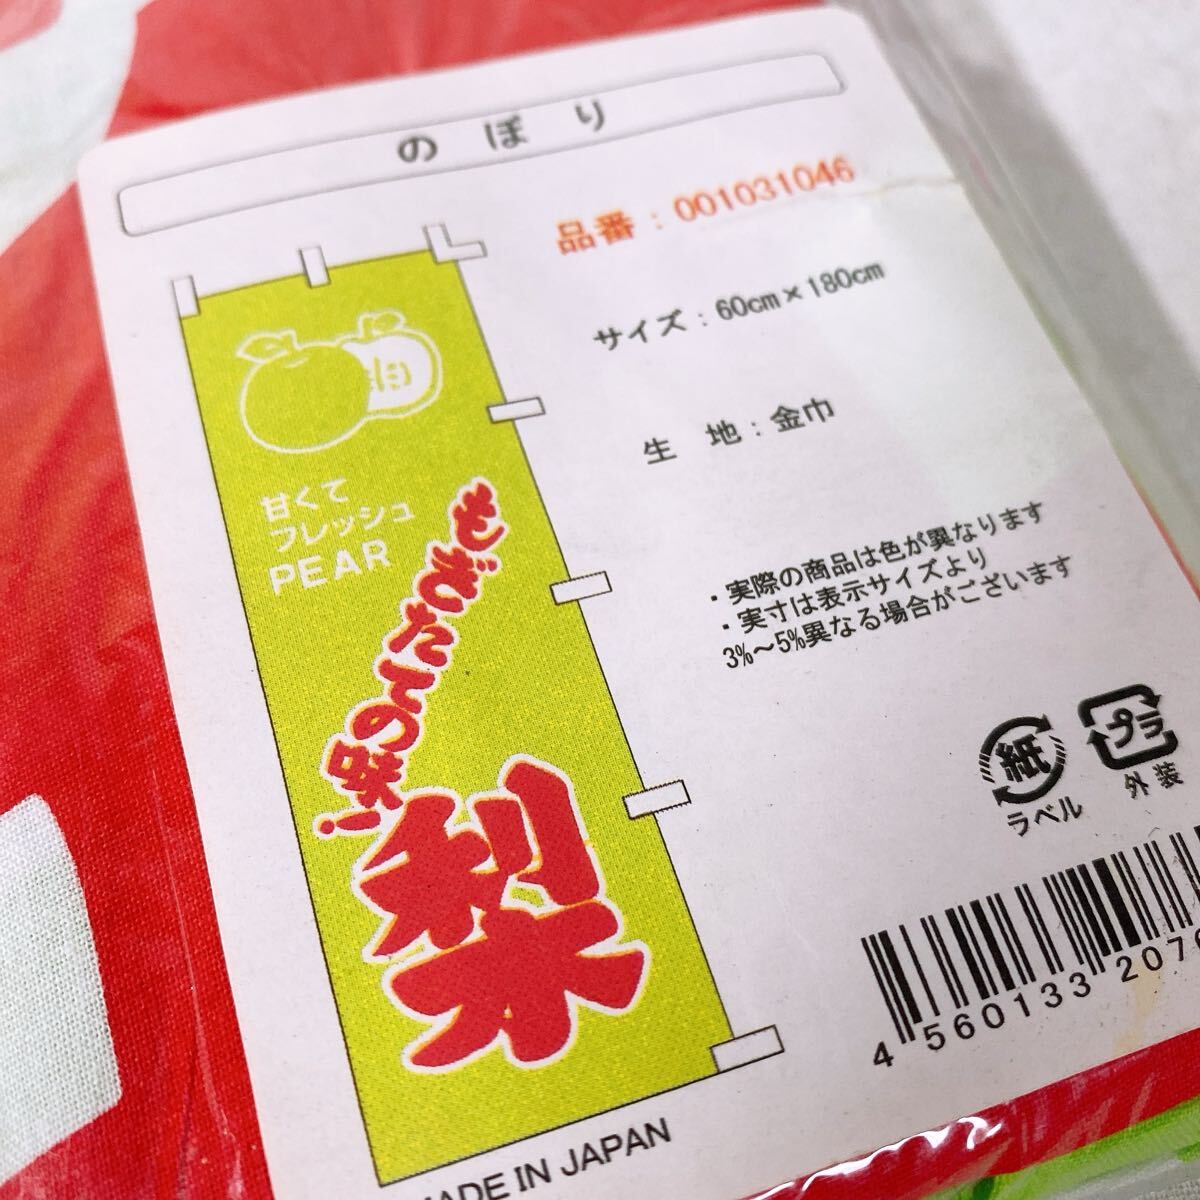 のぼり
品番：001031046
サイズ：60cm×180cm
生 地：金巾
・実際の商品は色が異なります
・実寸は表示サイズより
3%～5%異なる場合がございます
甘くて
フレッシュ
PEAR
もぎたての味！
梨
紙
ラベル
プラ
外装
4 560133 207
MADE IN JAPAN